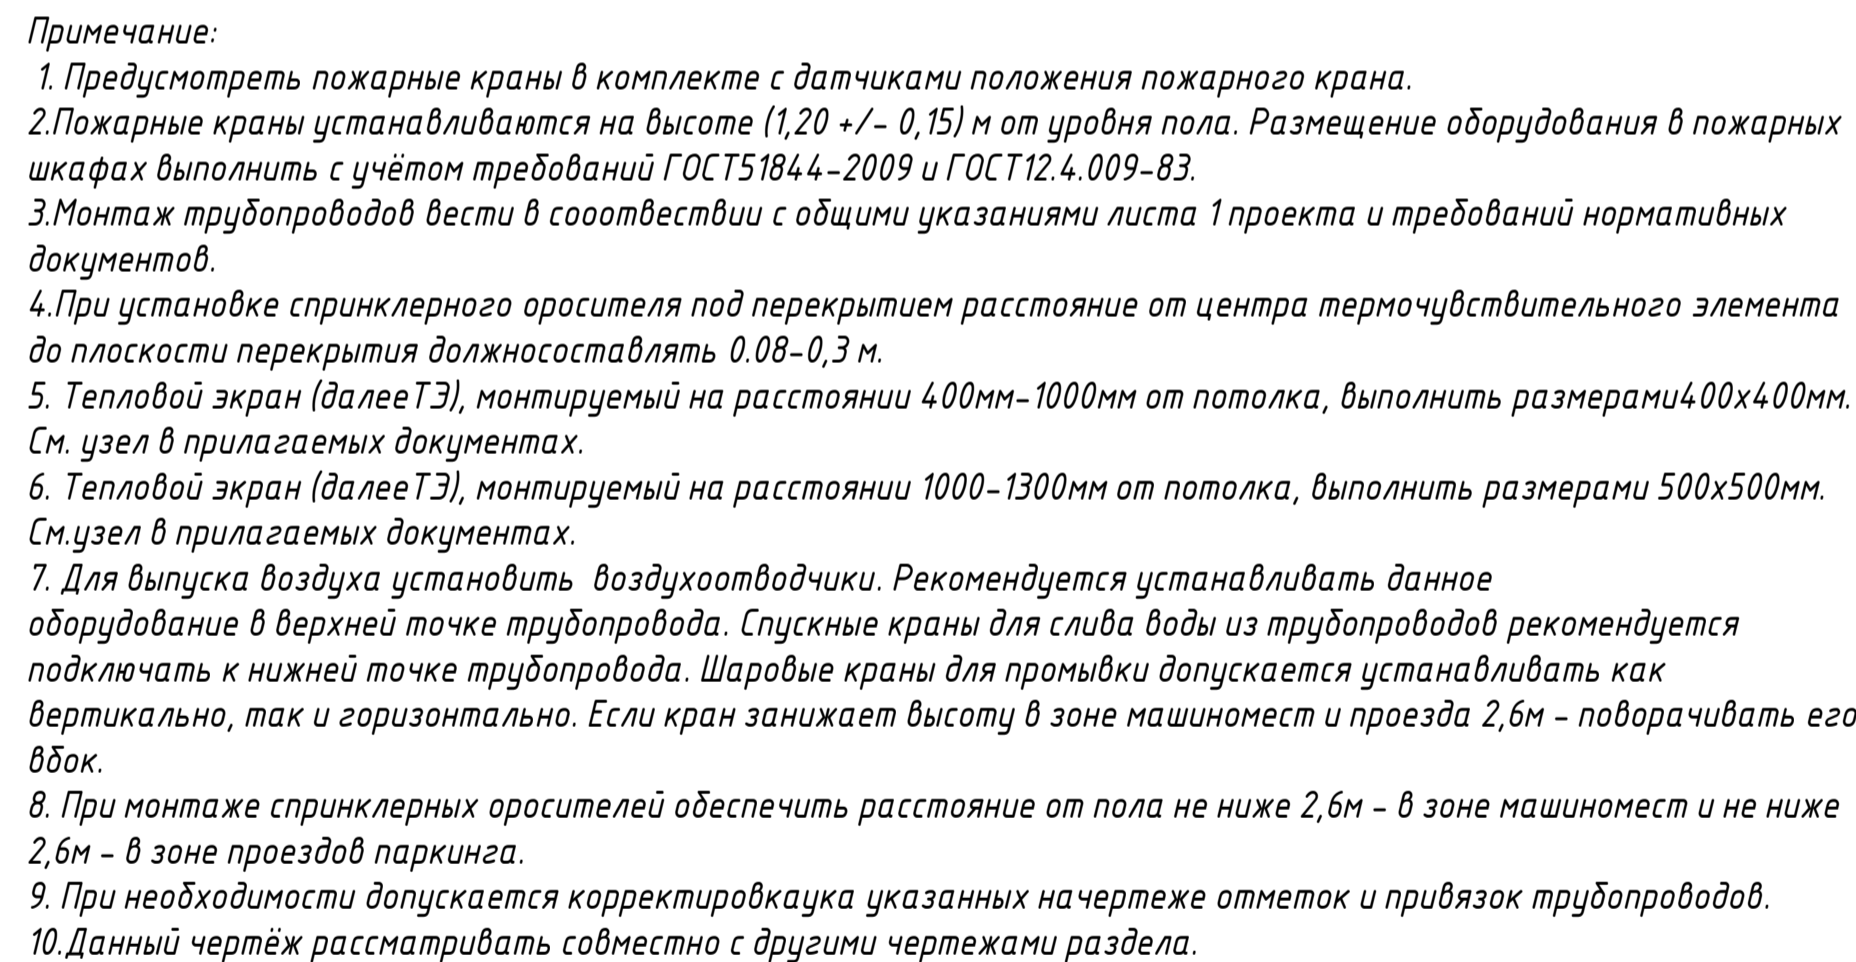 Примечание:
1. Предусмотреть пожарные краны в комплекте с датчиками положения пожарного крана.
2.Пожарные краны устанавливаются на высоте (1,20 +/- 0,15) м от уровня пола. Размещение оборудования в пожарных
шкафах выполнить с учётом требований ГОСТ51844-2009 и ГОСТ12.4.009-83.
3.Монтаж трубопроводов вести в сооотвествии с общими указаниями листа 1 проекта и требований нормативных
документов.
4.При установке спринклерного оросителя под перекрытием расстояние от центра термочувствительного элемента
до плоскости перекрытия должносоставлять 0.08-0,3 м.
5. Тепловой экран (далееТЭ), монтируемый на расстоянии 400мм-1000мм от потолка, выполнить размерами400х400мм.
См. узел в прилагаемых документах.
6. Тепловой экран (далееТЭ), монтируемый на расстоянии 1000-1300мм от потолка, выполнить размерами 500х500мм.
См.узел в прилагаемых документах.
7. Для выпуска воздуха установить  воздухоотводчики. Рекомендуется устанавливать данное
оборудование в верхней точке трубопровода. Спускные краны для слива воды из трубопроводов рекомендуется
подключать к нижней точке трубопровода. Шаровые краны для промывки допускается устанавливать как
вертикально, так и горизонтально. Если кран занижает высоту в зоне машиномест и проезда 2,6м - поворачивать его
вбок.
8. При монтаже спринклерных оросителей обеспечить расстояние от пола не ниже 2,6м - в зоне машиномест и не ниже
2,6м - в зоне проездов паркинга.
9. При необходимости допускается корректировкаука указанных начертеже отметок и привязок трубопроводов.
10.Данный чертёж рассматривать совместно с другими чертежами раздела.